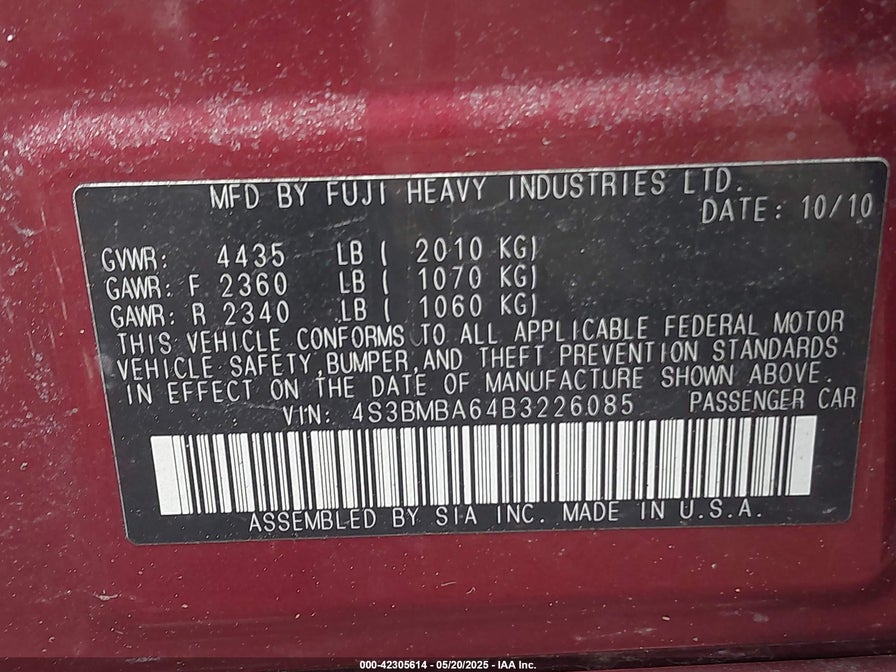 MFD BY FUJI HEAVY INDUSTRIES LTD.
DATE: 10/10
GVWR: 4435 LB ( 2010 KG)
GAWR: F 2360 LB ( 1070 KG)
GAWR: R 2340 LB ( 1060 KG)
THIS VEHICLE CONFORMS TO ALL APPLICABLE FEDERAL MOTOR
VEHICLE SAFETY,BUMPER,AND THEFT PREVENTION STANDARDS
IN EFFECT ON THE DATE OF MANUFACTURE SHOWN ABOVE.
VIN: 4S3BMBA64B3226085 PASSENGER CAR
ASSEMBLED BY SIA INC. MADE IN U.S.A.
000-42305614 - 05/20/2025 - IAA Inc.